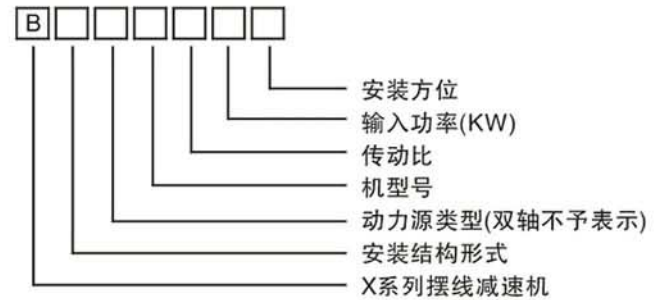 B
安装方位
输入功率(KW)
传动比
机型号
动力源类型(双轴不予表示)
安装结构形式
X系列摆线减速机